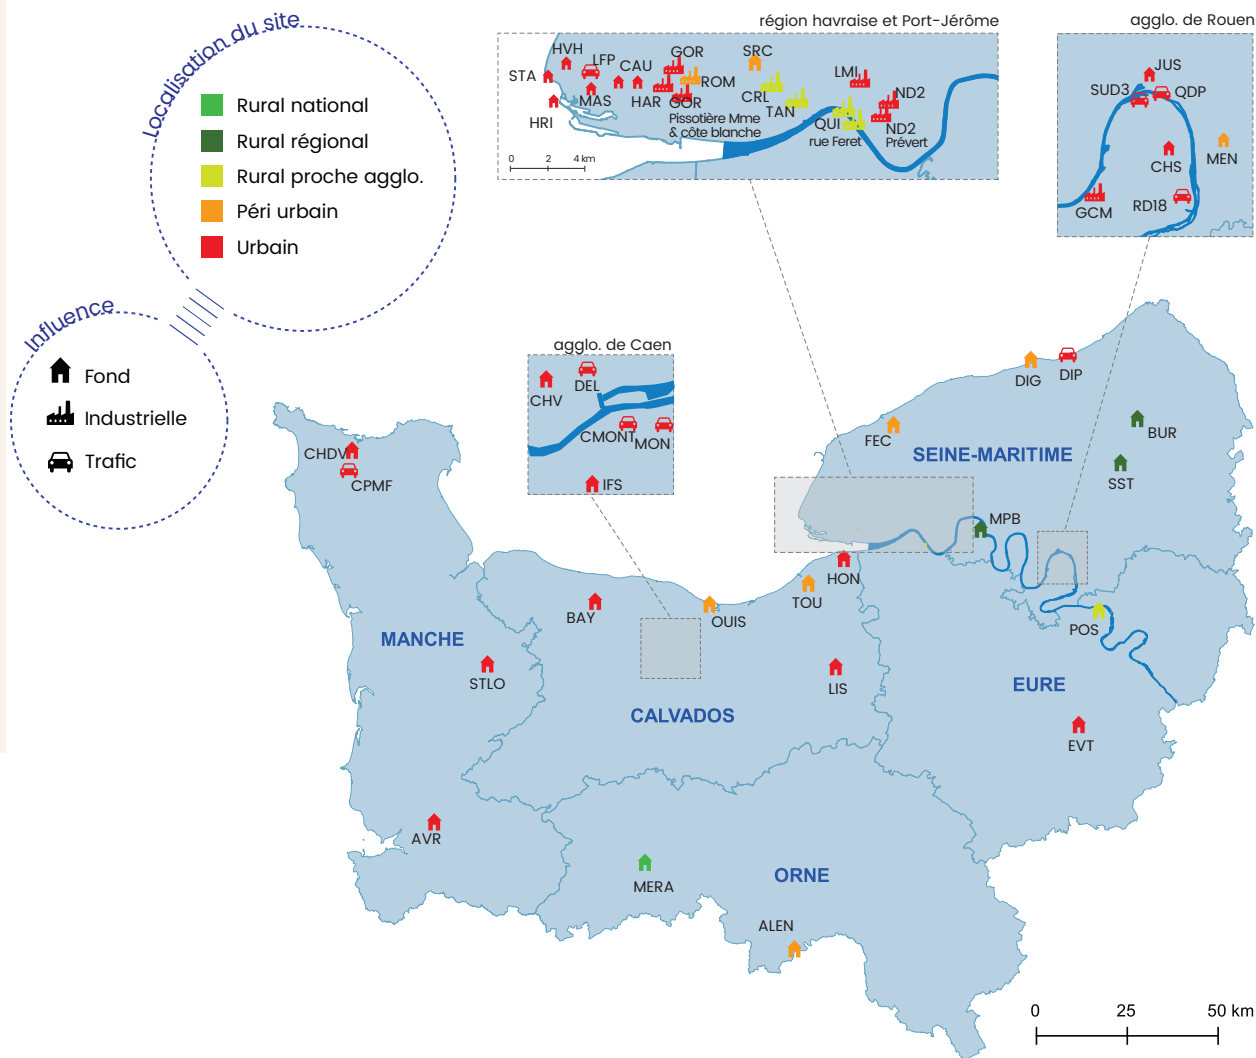 Localisation du site
Rural national
Rural régional
Rural proche agglo.
Péri urbain
Urbain
Influence
Fond
Industrielle
Trafic
région havraise et Port-Jérôme
HVH
LFP
GOR
SRC
STA
CAU
ROM
LMI
MAS
HAR
GOR
CRL
ND2
HRI
Pissotière Mme
& côte blanche
TAN
QUI
rue Feret
ND2
Prévert
0 2 4 km
agglo. de Rouen
JUS
SUD3
QDP
CHS
MEN
GCM
RD18
agglo. de Caen
CHV
DEL
CMONT
MON
IFS
DIG
DIP
FEC
BUR
SEINE-MARITIME
SST
CHDV
CPMF
MPB
HON
TOU
BAY
OUIS
POS
MANCHE
STLO
LIS
EURE
CALVADOS
EVT
AVR
MERA
ORNE
ALEN
0 25 50 km